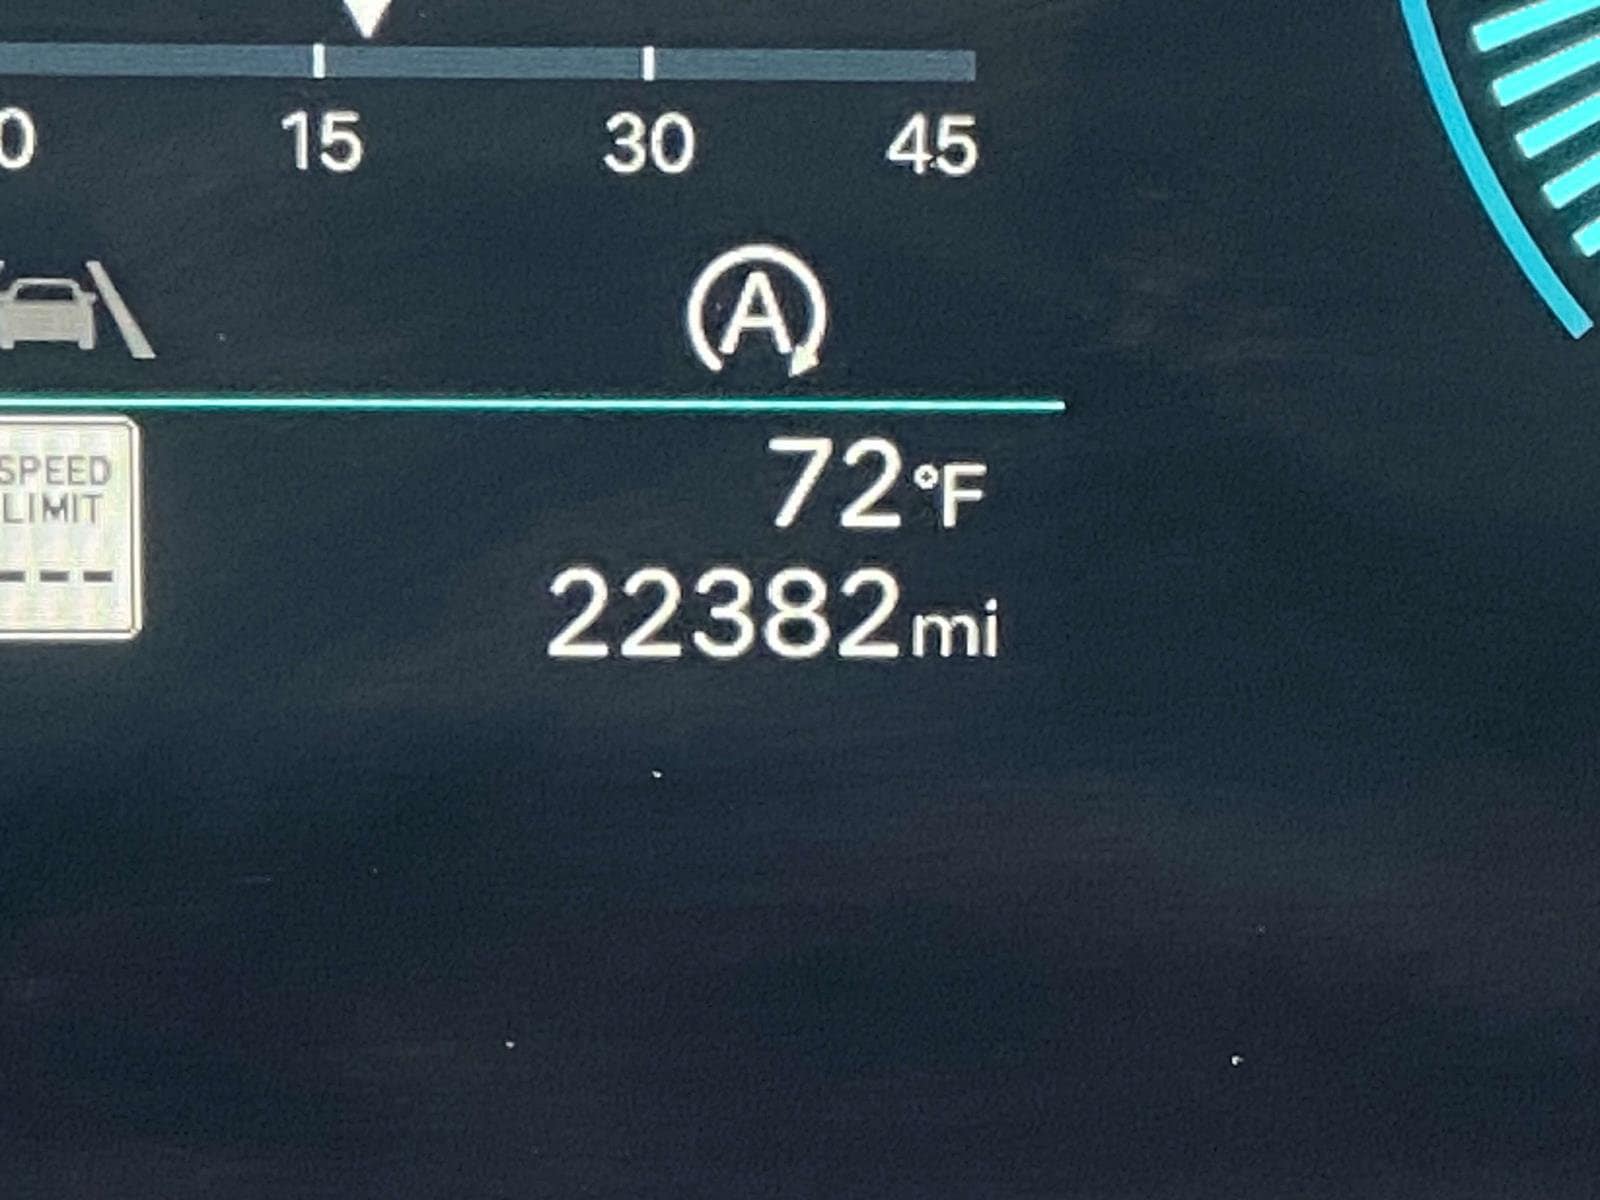 0 15 30 45
A
SPEED
LIMIT
---
72°F
22382mi